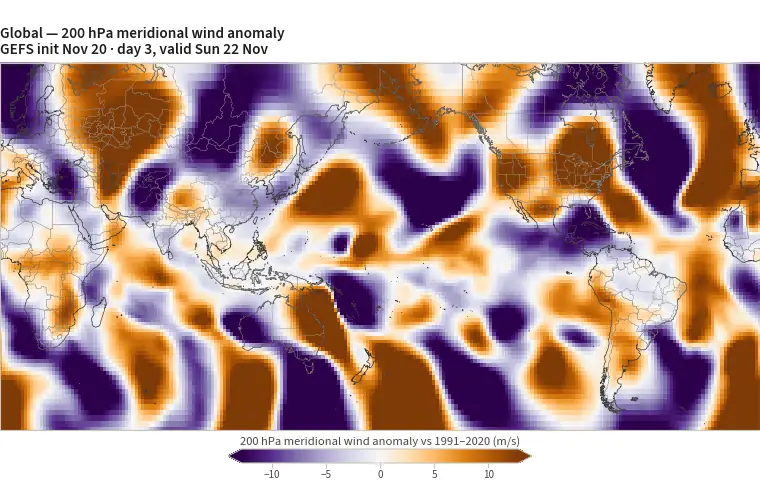 Global — 200 hPa meridional wind anomaly
GEFS init Nov 20 · day 3, valid Sun 22 Nov
200 hPa meridional wind anomaly vs 1991–2020 (m/s)
−10 −5 0 5 10